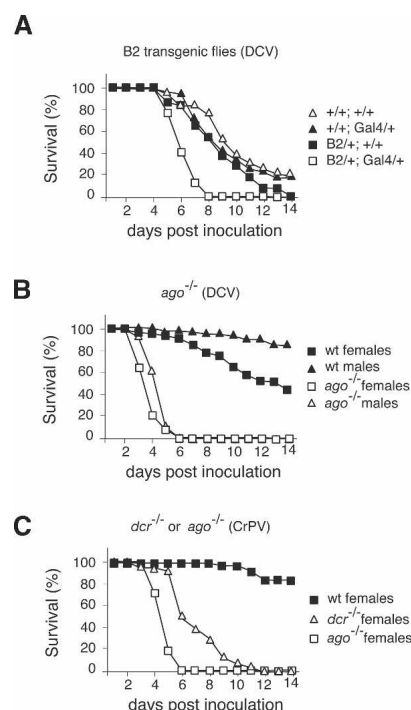 A
B2 transgenic flies (DCV)
Survival (%)
100
80
60
40
20
0
2 4 6 8 10 12 14
days post inoculation
+/+; +/+
+/+; Gal4/+
B2/+; +/+
B2/+; Gal4/+
B
ago-/- (DCV)
Survival (%)
100
80
60
40
20
0
2 4 6 8 10 12 14
days post inoculation
wt females
wt males
ago-/- females
ago-/- males
C
dcr-/- or ago-/- (CrPV)
Survival (%)
100
80
60
40
20
0
2 4 6 8 10 12 14
days post inoculation
wt females
dcr-/- females
ago-/- females